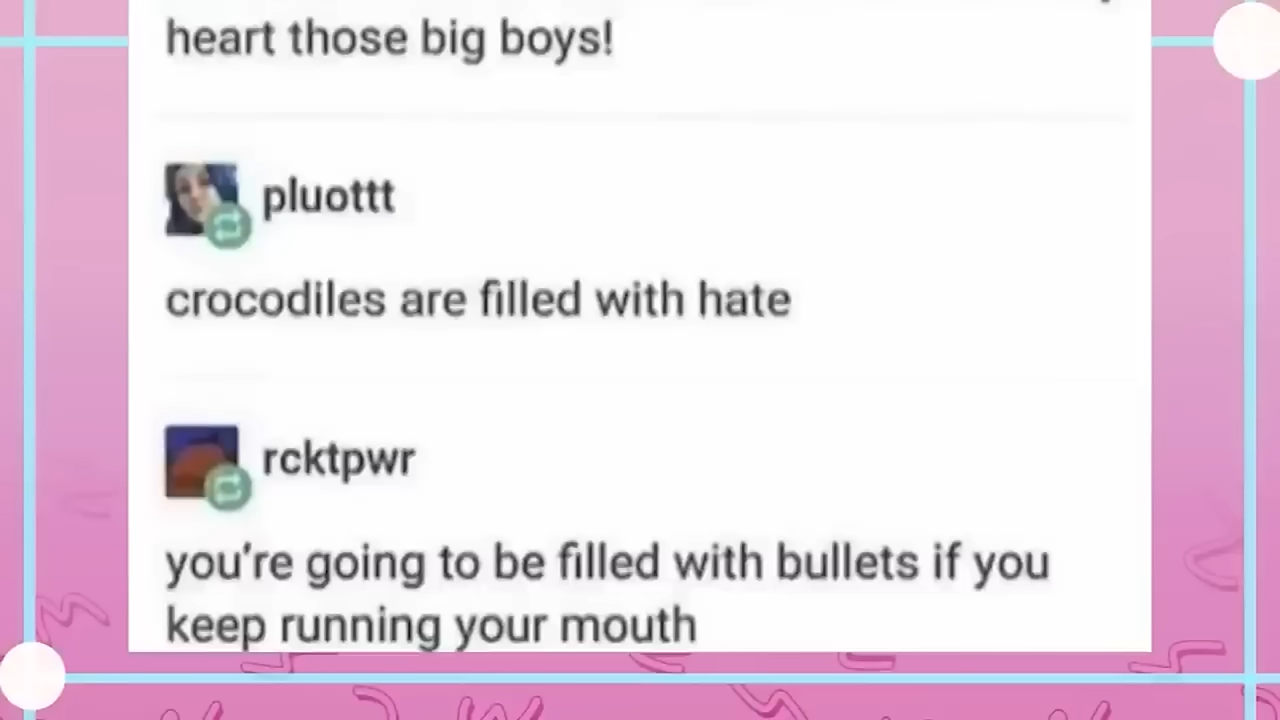 heart those big boys!
pluottt
crocodiles are filled with hate
rcktpwr
you're going to be filled with bullets if you
keep running your mouth